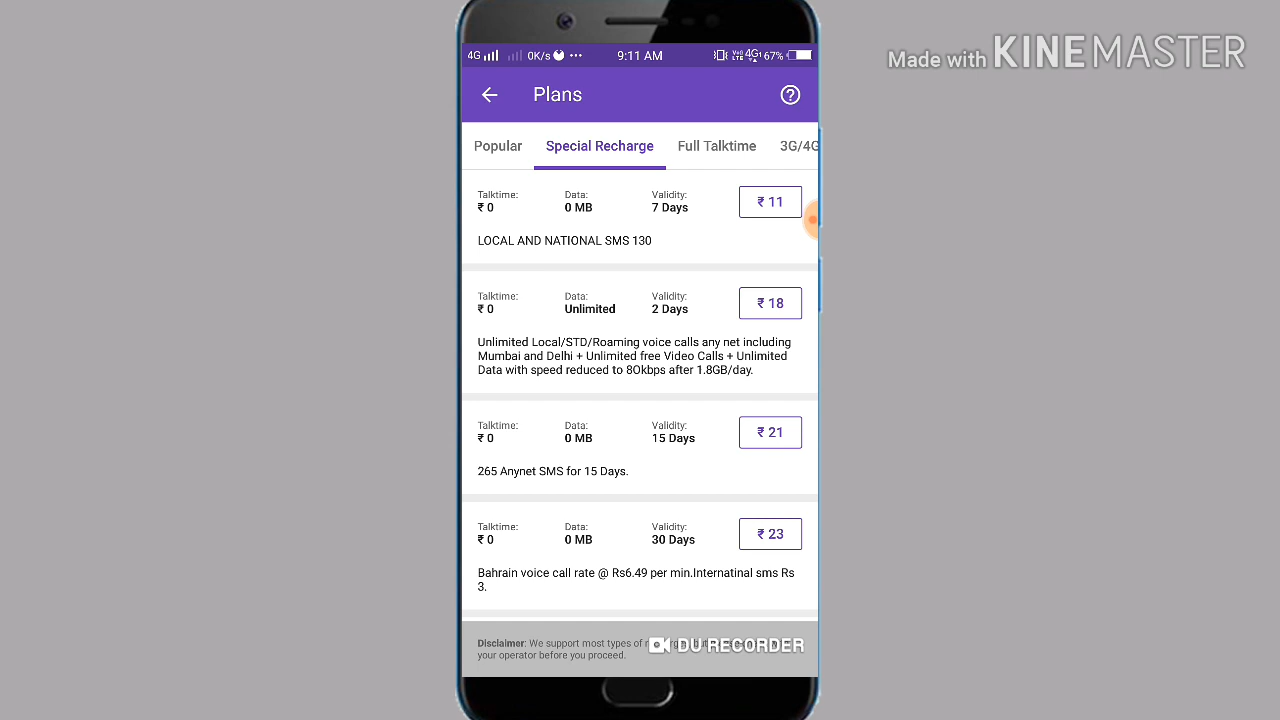 Made with KINEMASTER
4G 0K/s ••• 9:11 AM VoLTE 4G 67%
Plans
Popular Special Recharge Full Talktime 3G/4G
Talktime: Data: Validity:
₹ 0 0 MB 7 Days ₹ 11
LOCAL AND NATIONAL SMS 130
Talktime: Data: Validity:
₹ 0 Unlimited 2 Days ₹ 18
Unlimited Local/STD/Roaming voice calls any net including
Mumbai and Delhi + Unlimited free Video Calls + Unlimited
Data with speed reduced to 80kbps after 1.8GB/day.
Talktime: Data: Validity:
₹ 0 0 MB 15 Days ₹ 21
265 Anynet SMS for 15 Days.
Talktime: Data: Validity:
₹ 0 0 MB 30 Days ₹ 23
Bahrain voice call rate @ Rs6.49 per min.Internatinal sms Rs
3.
Disclaimer: We support most types of
your operator before you proceed.
DU RECORDER